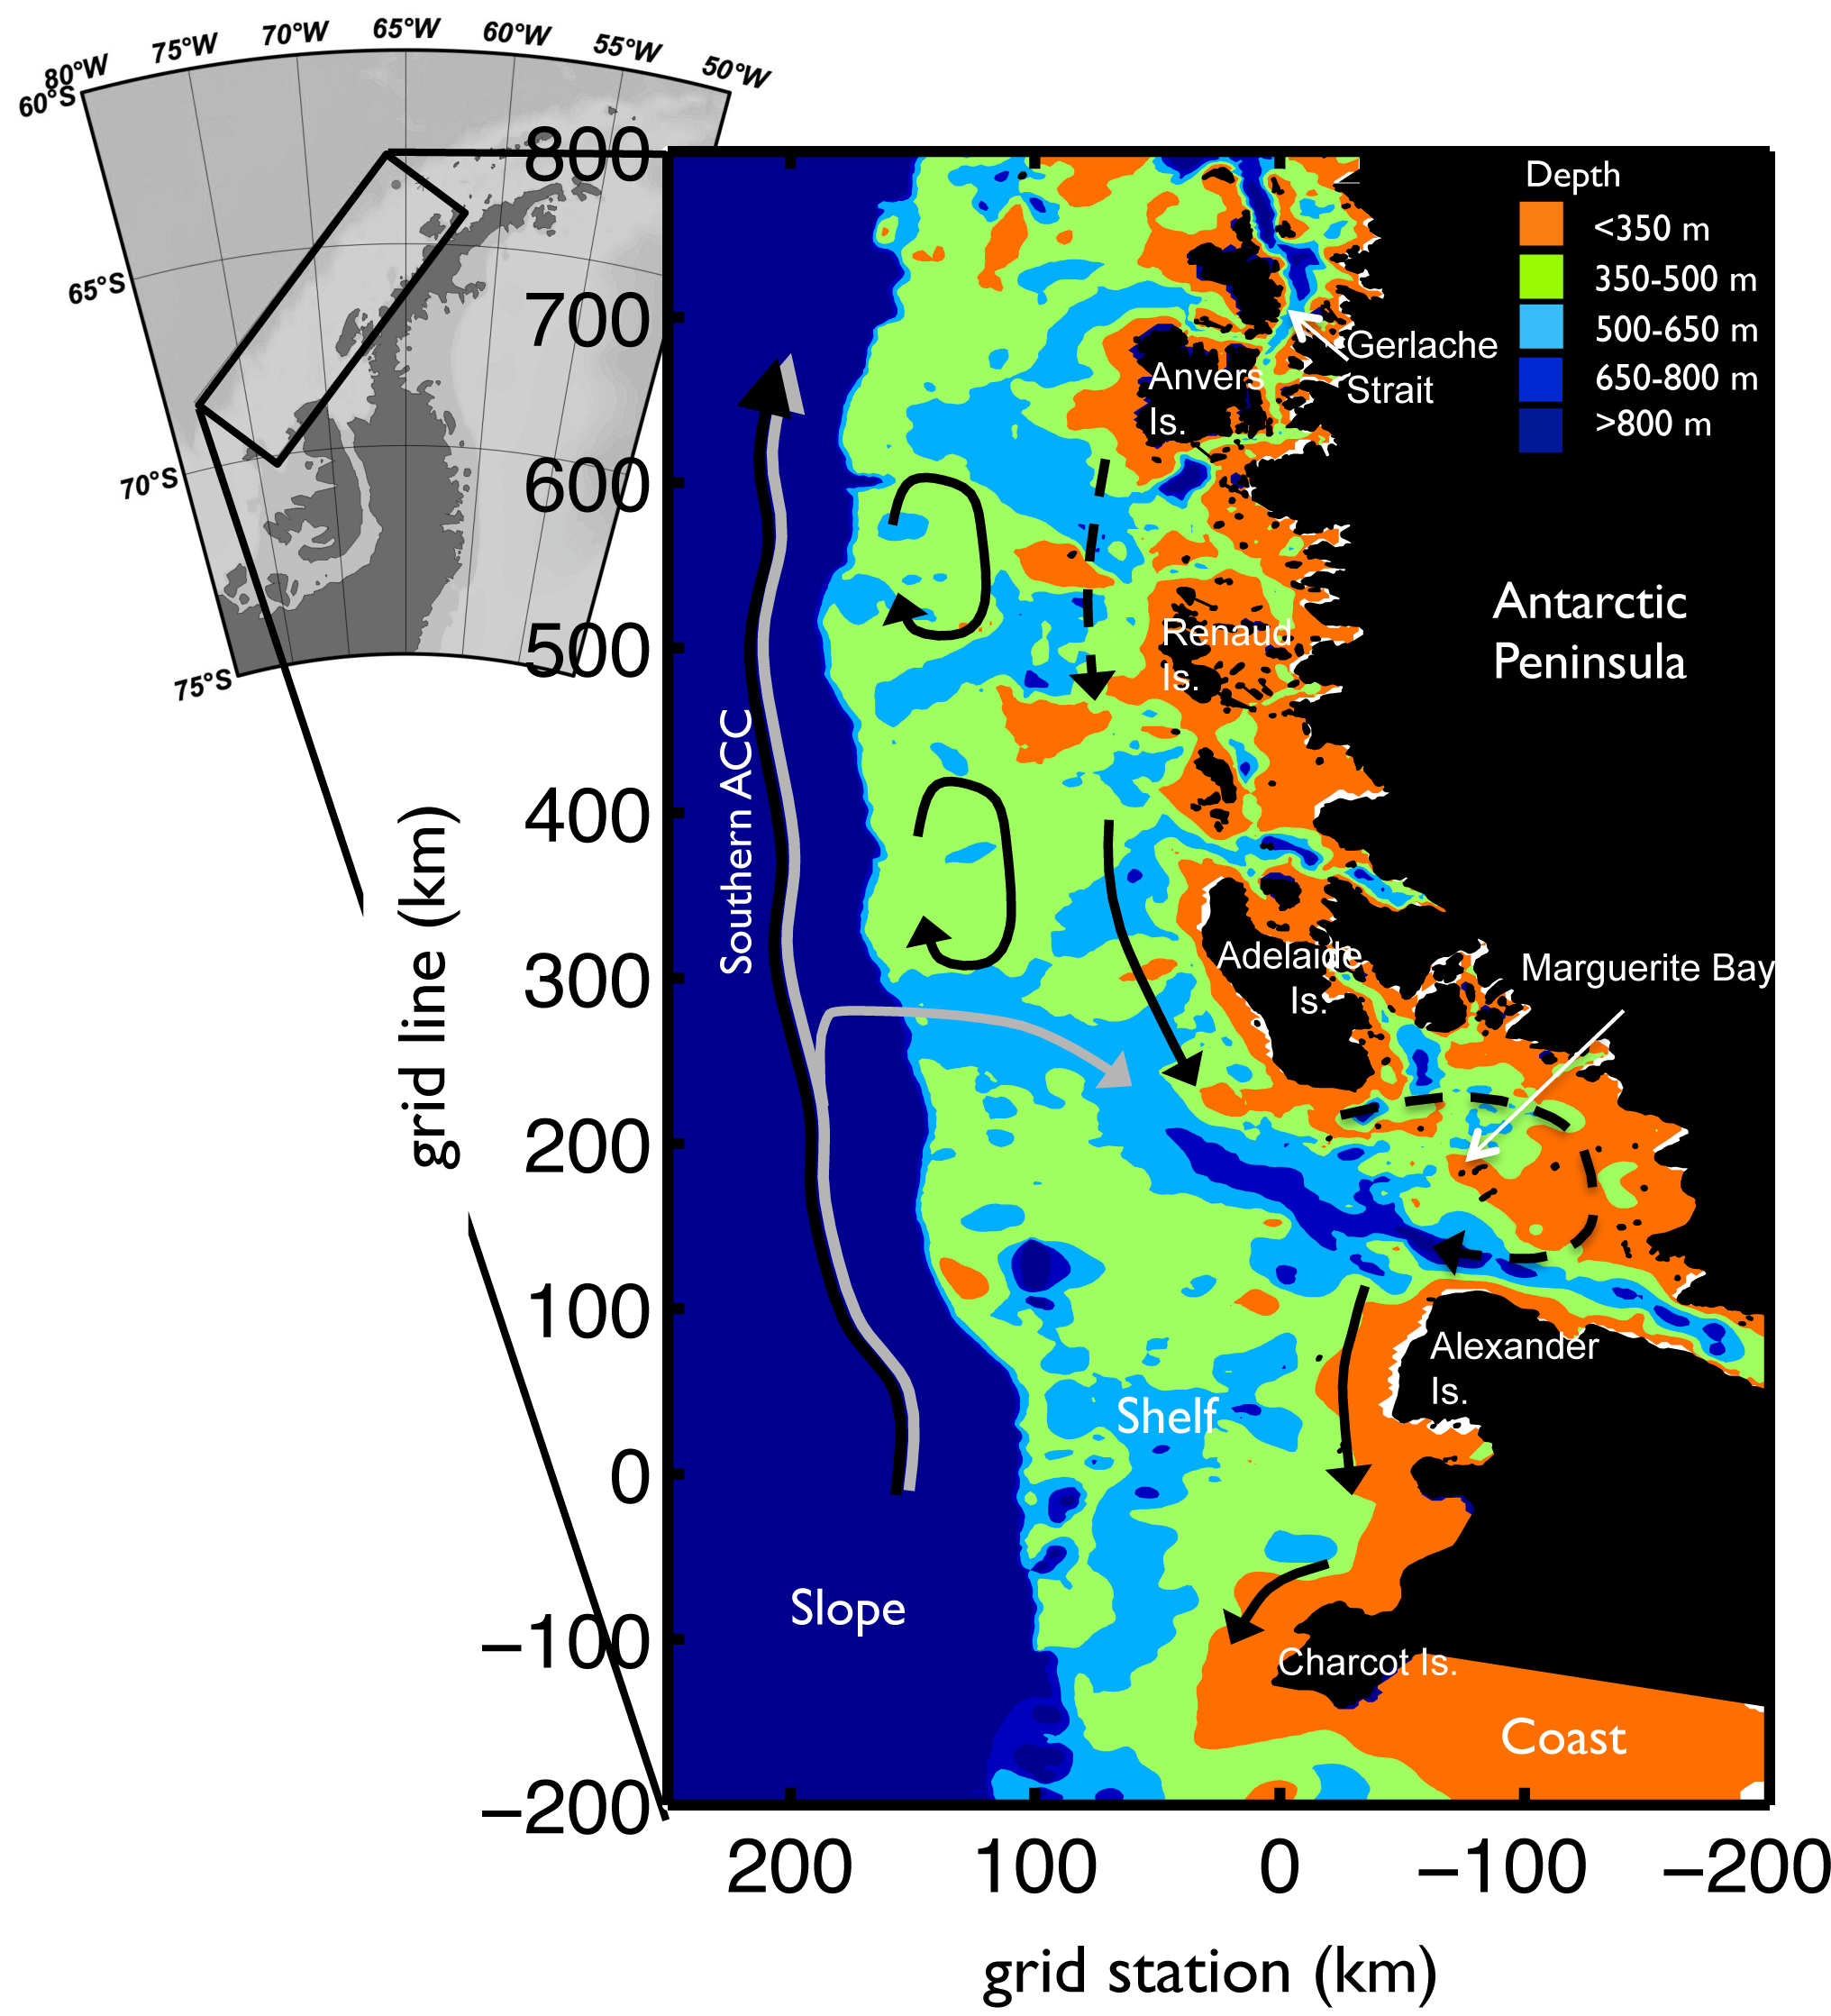 80°W
75°W
70°W
65°W
60°W
55°W
50°W
60°S
65°S
70°S
75°S
800
700
600
500
400
300
200
100
0
−100
−200
grid line (km)
Depth
<350 m
350-500 m
500-650 m
650-800 m
>800 m
Gerlache
Strait
Anvers
Is.
Antarctic
Peninsula
Renaud
Is.
Southern ACC
Adelaide
Is.
Marguerite Bay
Alexander
Is.
Shelf
Slope
Charcot Is.
Coast
200
100
0
−100
−200
grid station (km)